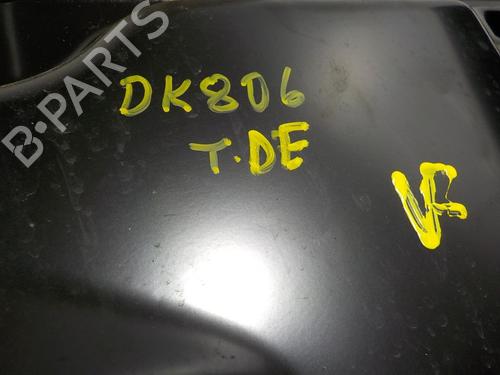 B-PARTS
DK806
T.DE
VF